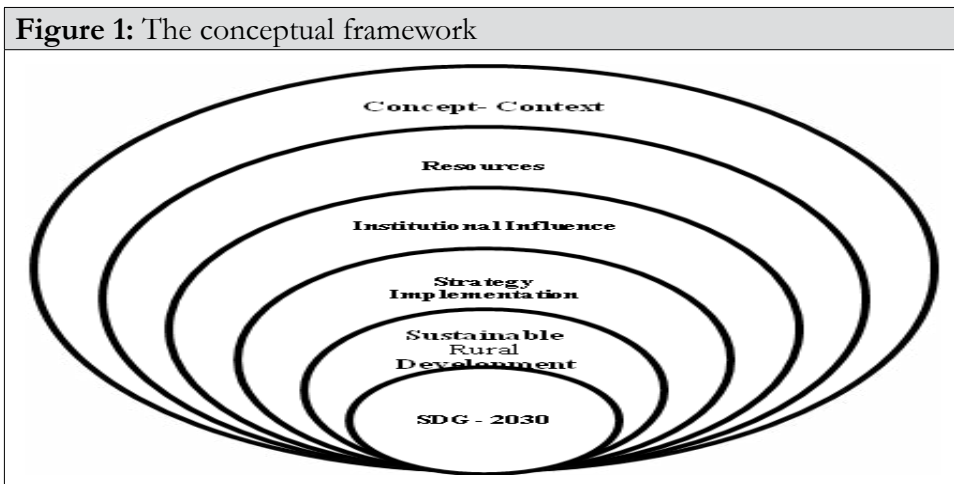 Figure 1: The conceptual framework
Concept- Context
Resources
Institutional Influence
Strategy
Implementation
Sustainable
Rural
Development
SDG - 2030